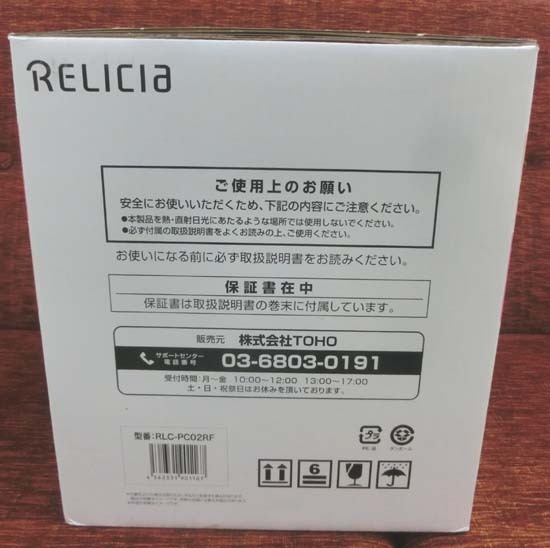 RELICIA
ご使用上のお願い
安全にお使いいただくため、下記の内容にご注意ください。
●本製品を熱・直射日光にあたるような場所では使用しないでください。
●必ず付属の取扱説明書をよくお読みの上、ご使用ください。
お使いになる前に必ず取扱説明書をお読みください。
保証書在中
保証書は取扱説明書の巻末に付属しています。
販売元 株式会社TOHO
サポートセンター
電話番号
03-6803-0191
受付時間:月〜金 10:00〜12:00 13:00〜17:00
土・日・祝祭日はお休みを頂いております。
型番:RLC-PC02RF
プラ
PE,袋
ダンボール
6